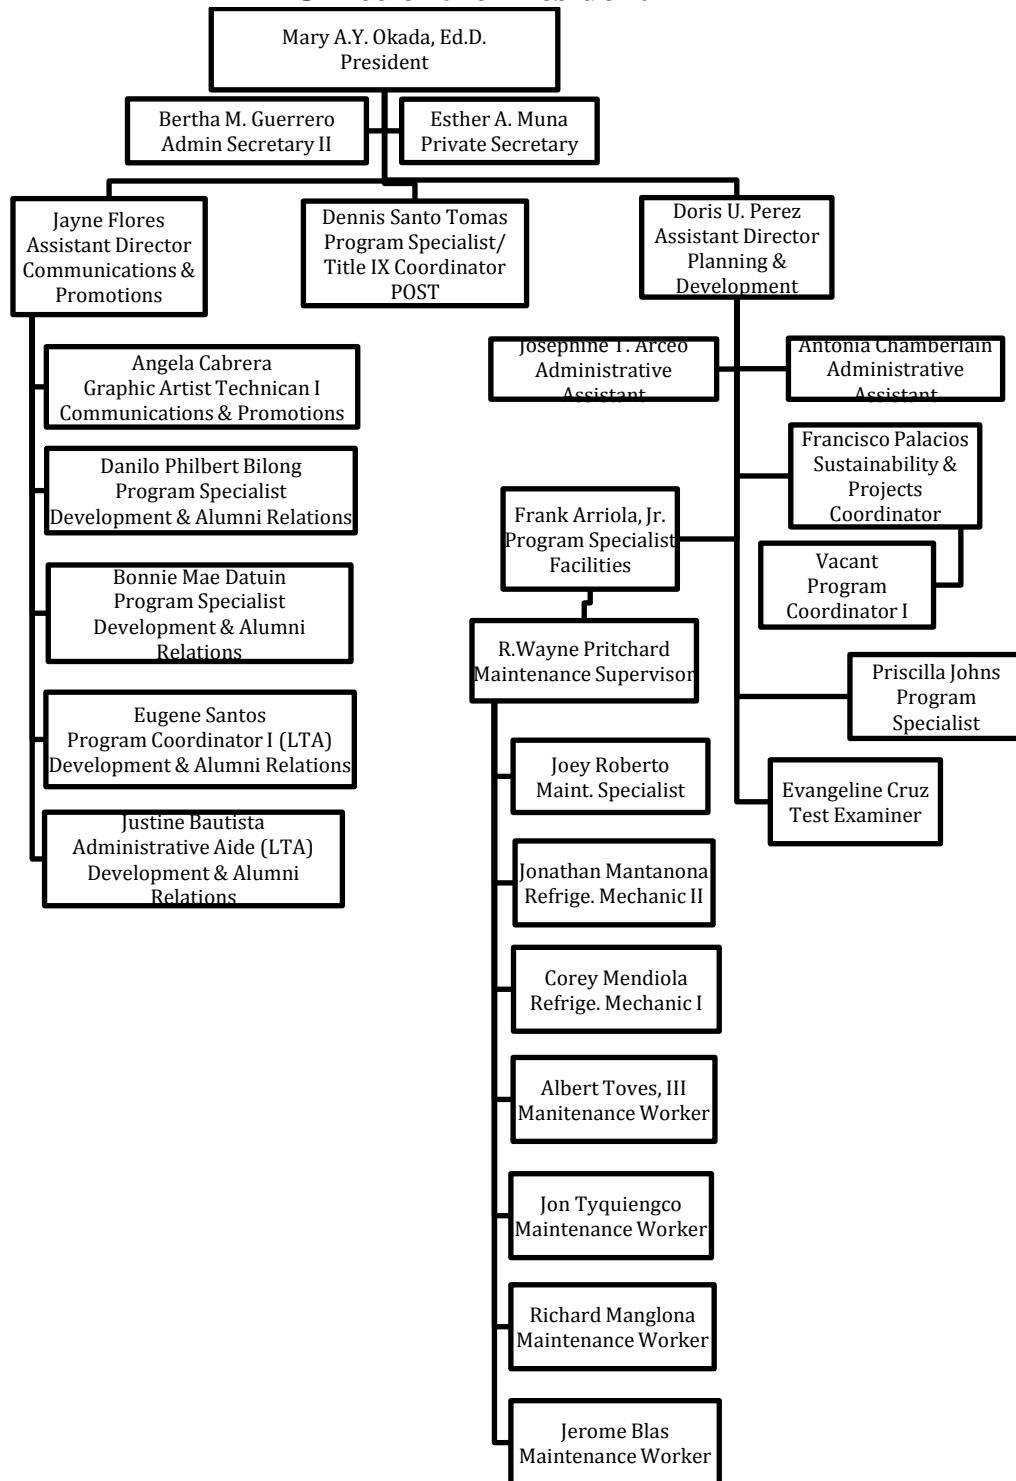 Mary A.Y. Okada, Ed.D.
President
Bertha M. Guerrero
Admin Secretary II
Esther A. Muna
Private Secretary
Jayne Flores
Assistant Director
Communications &
Promotions
Dennis Santo Tomas
Program Specialist/
Title IX Coordinator
POST
Doris U. Perez
Assistant Director
Planning &
Development
Angela Cabrera
Graphic Artist Technican I
Communications & Promotions
Danilo Philbert Bilong
Program Specialist
Development & Alumni Relations
Bonnie Mae Datuin
Program Specialist
Development & Alumni
Relations
Eugene Santos
Program Coordinator I (LTA)
Development & Alumni Relations
Justine Bautista
Administrative Aide (LTA)
Development & Alumni
Relations
Josephine T. Arceo
Administrative
Assistant
Antonia Chamberlain
Administrative
Assistant
Francisco Palacios
Sustainability &
Projects
Coordinator
Vacant
Program
Coordinator I
Frank Arriola, Jr.
Program Specialist
Facilities
R.Wayne Pritchard
Maintenance Supervisor
Priscilla Johns
Program
Specialist
Evangeline Cruz
Test Examiner
Joey Roberto
Maint. Specialist
Jonathan Mantanona
Refrige. Mechanic II
Corey Mendiola
Refrige. Mechanic I
Albert Toves, III
Manitenance Worker
Jon Tyquiengco
Maintenance Worker
Richard Manglona
Maintenance Worker
Jerome Blas
Maintenance Worker